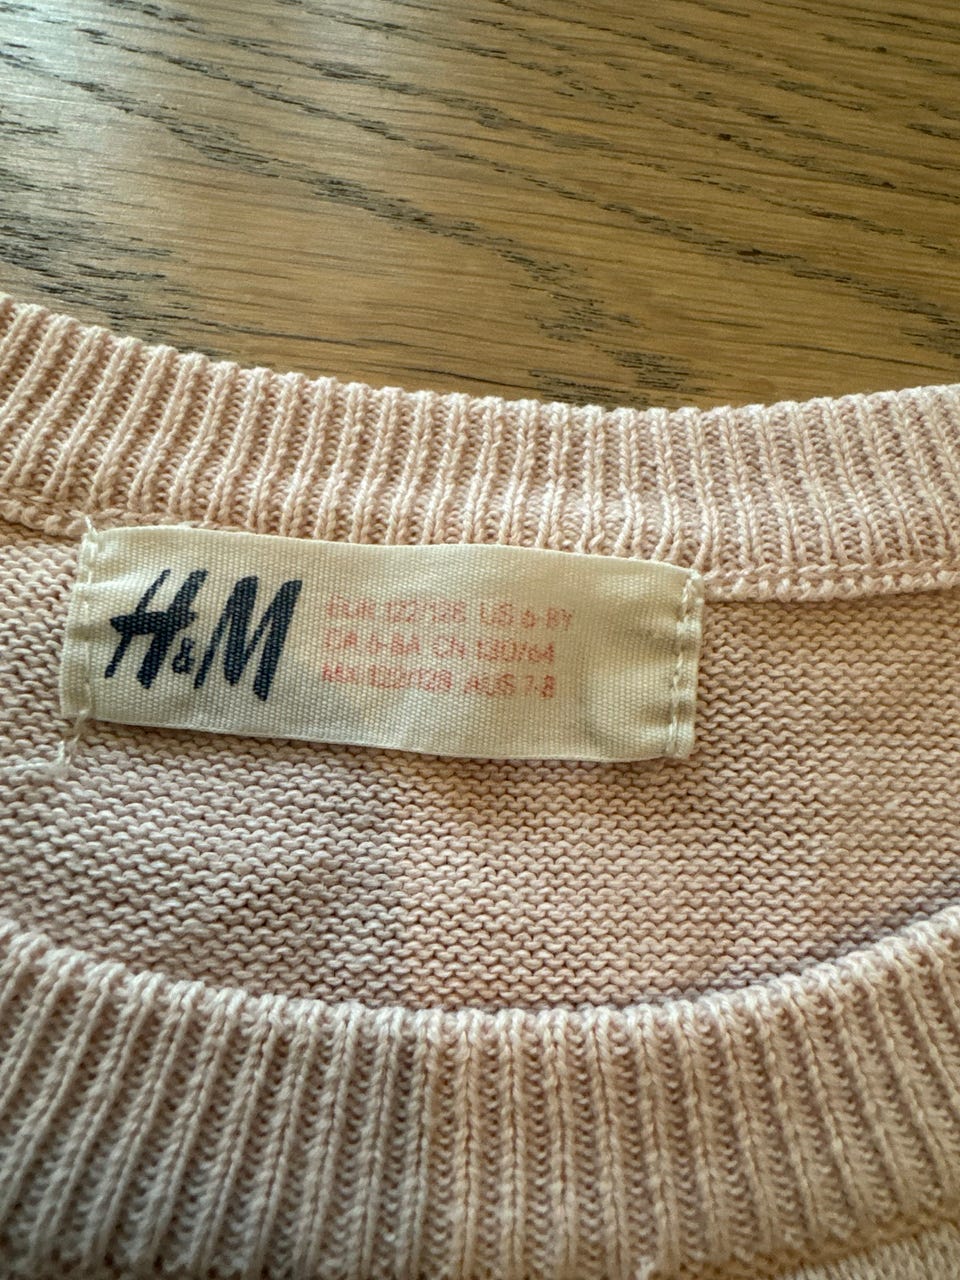 H&M
EUR 122/128 US 6-8Y
CA 6-8A CN 130/64
MX 122/128 AUS 7-8